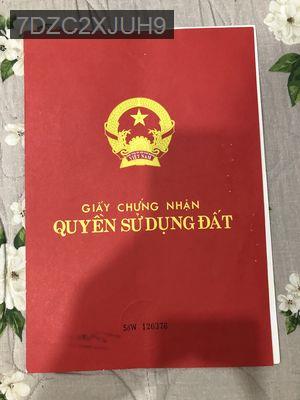 7DZC2XJUH9
VIỆT NAM
GIẤY CHỨNG NHẬN
QUYỀN SỬ DỤNG ĐẤT